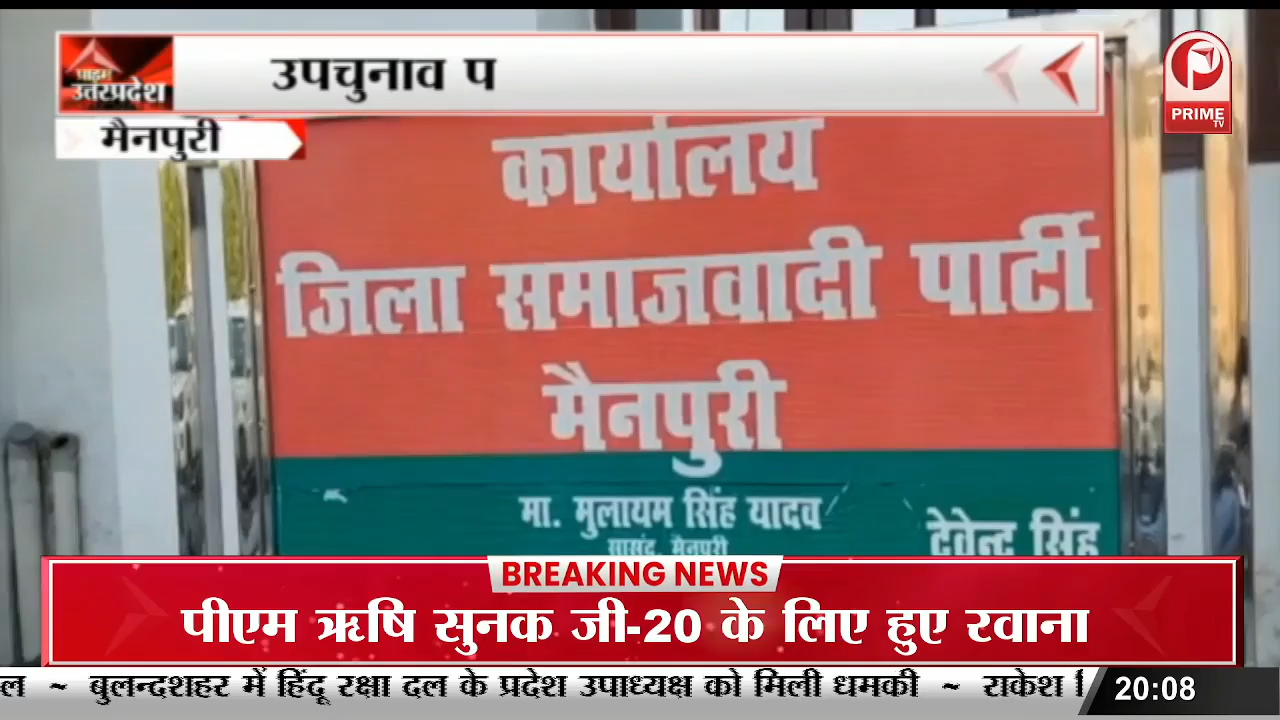 प्राइम
उत्तरप्रदेश
उपचुनाव प
PRIME
TV
मैनपुरी
कार्यालय
जिला समाजवादी पार्टी
मैनपुरी
मा. मुलायम सिंह यादव
सासंद, मैनपुरी
देवेन्द्र सिंह
BREAKING NEWS
पीएम ऋषि सुनक जी-20 के लिए हुए रवाना
ल ~ बुलन्दशहर में हिंदू रक्षा दल के प्रदेश उपाध्यक्ष को मिली धमकी ~ राकेश
20:08